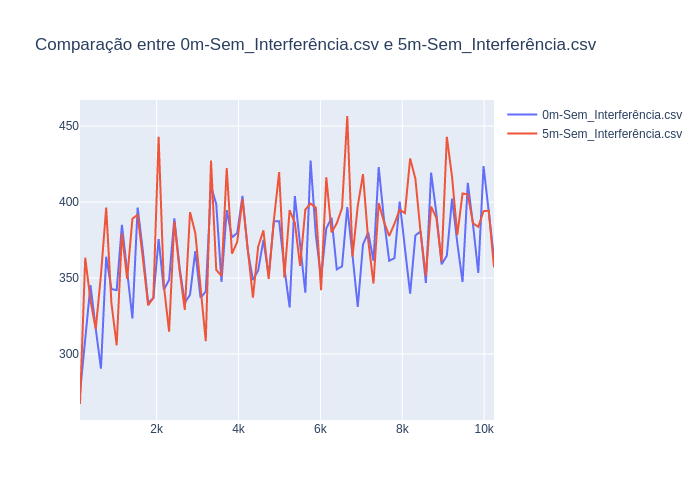 Comparação entre 0m-Sem_Interferência.csv e 5m-Sem_Interferência.csv
0m-Sem_Interferência.csv
5m-Sem_Interferência.csv
450
400
350
300
2k
4k
6k
8k
10k